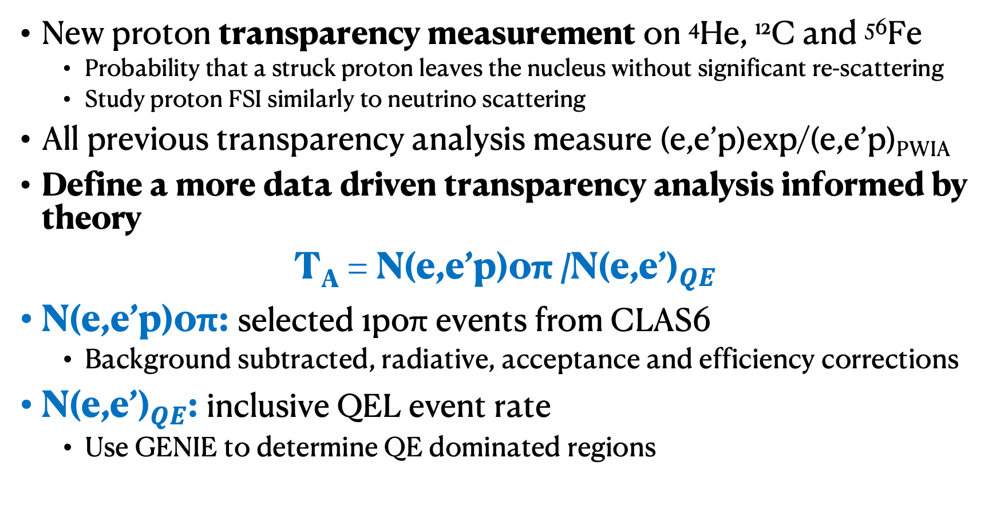 • New proton transparency measurement on ⁴He, ¹²C and ⁵⁶Fe
• Probability that a struck proton leaves the nucleus without significant re-scattering
• Study proton FSI similarly to neutrino scattering
• All previous transparency analysis measure (e,e’p)exp/(e,e’p)PWIA
• Define a more data driven transparency analysis informed by
theory
TA = N(e,e’p)0π /N(e,e’)QE
• N(e,e’p)0π: selected 1p0π events from CLAS6
• Background subtracted, radiative, acceptance and efficiency corrections
• N(e,e’)QE: inclusive QEL event rate
• Use GENIE to determine QE dominated regions